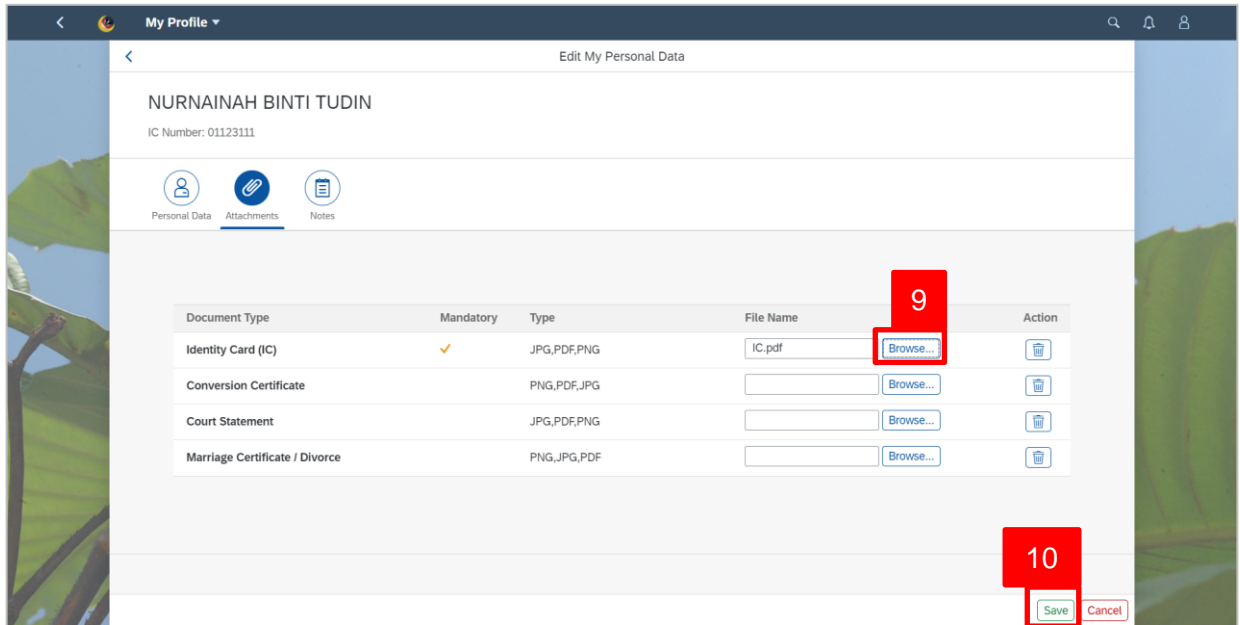 My Profile
Edit My Personal Data
NURNAINAH BINTI TUDIN
IC Number: 01123111
Personal Data Attachments Notes
9
Document Type Mandatory Type File Name Action
Identity Card (IC) JPG,PDF,PNG IC.pdf Browse...
Conversion Certificate PNG,PDF,JPG Browse...
Court Statement JPG,PDF,PNG Browse...
Marriage Certificate / Divorce PNG,JPG,PDF Browse...
10
Save Cancel